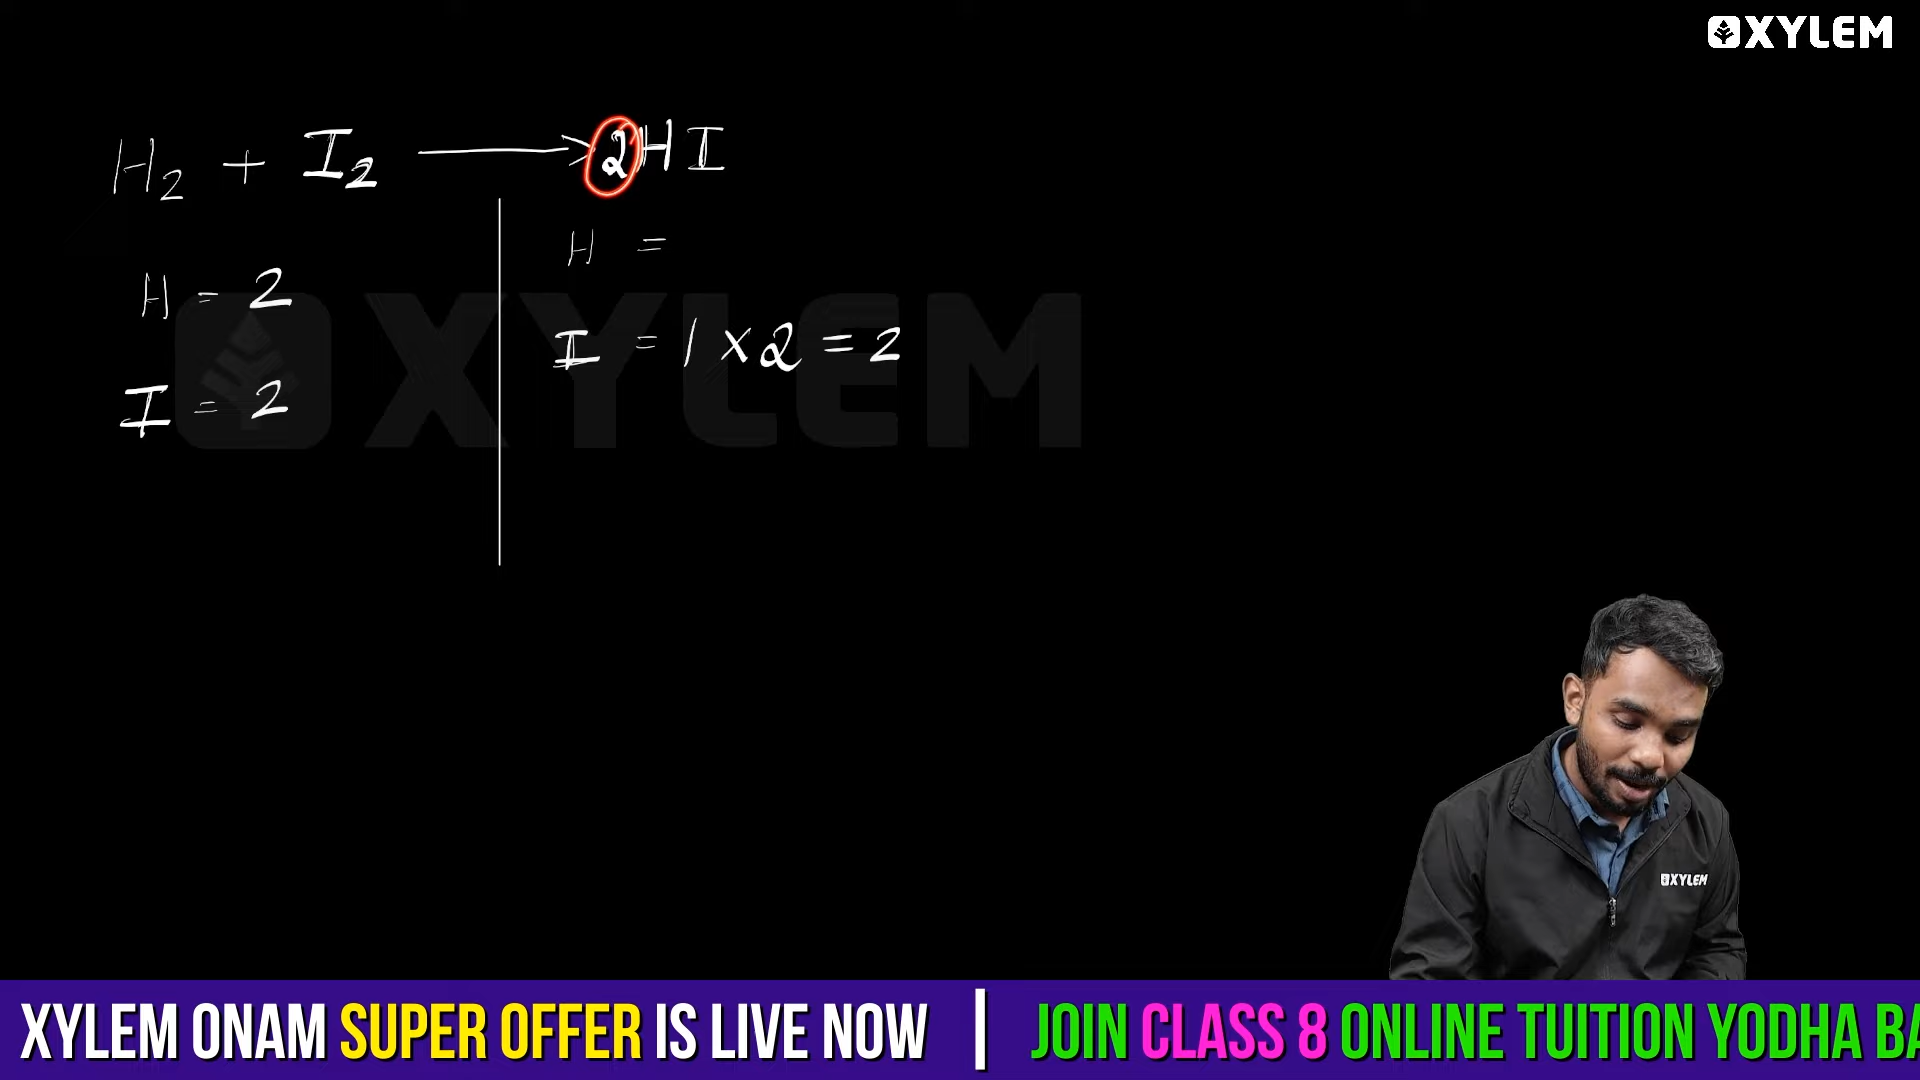 XYLEM
H₂ + I₂ ⟶ 2HI
H = 2
I = 2
H =
I = 1 × 2 = 2
XYLEM
XYLEM
XYLEM ONAM SUPER OFFER IS LIVE NOW | JOIN CLASS 8 ONLINE TUITION YODHA BA